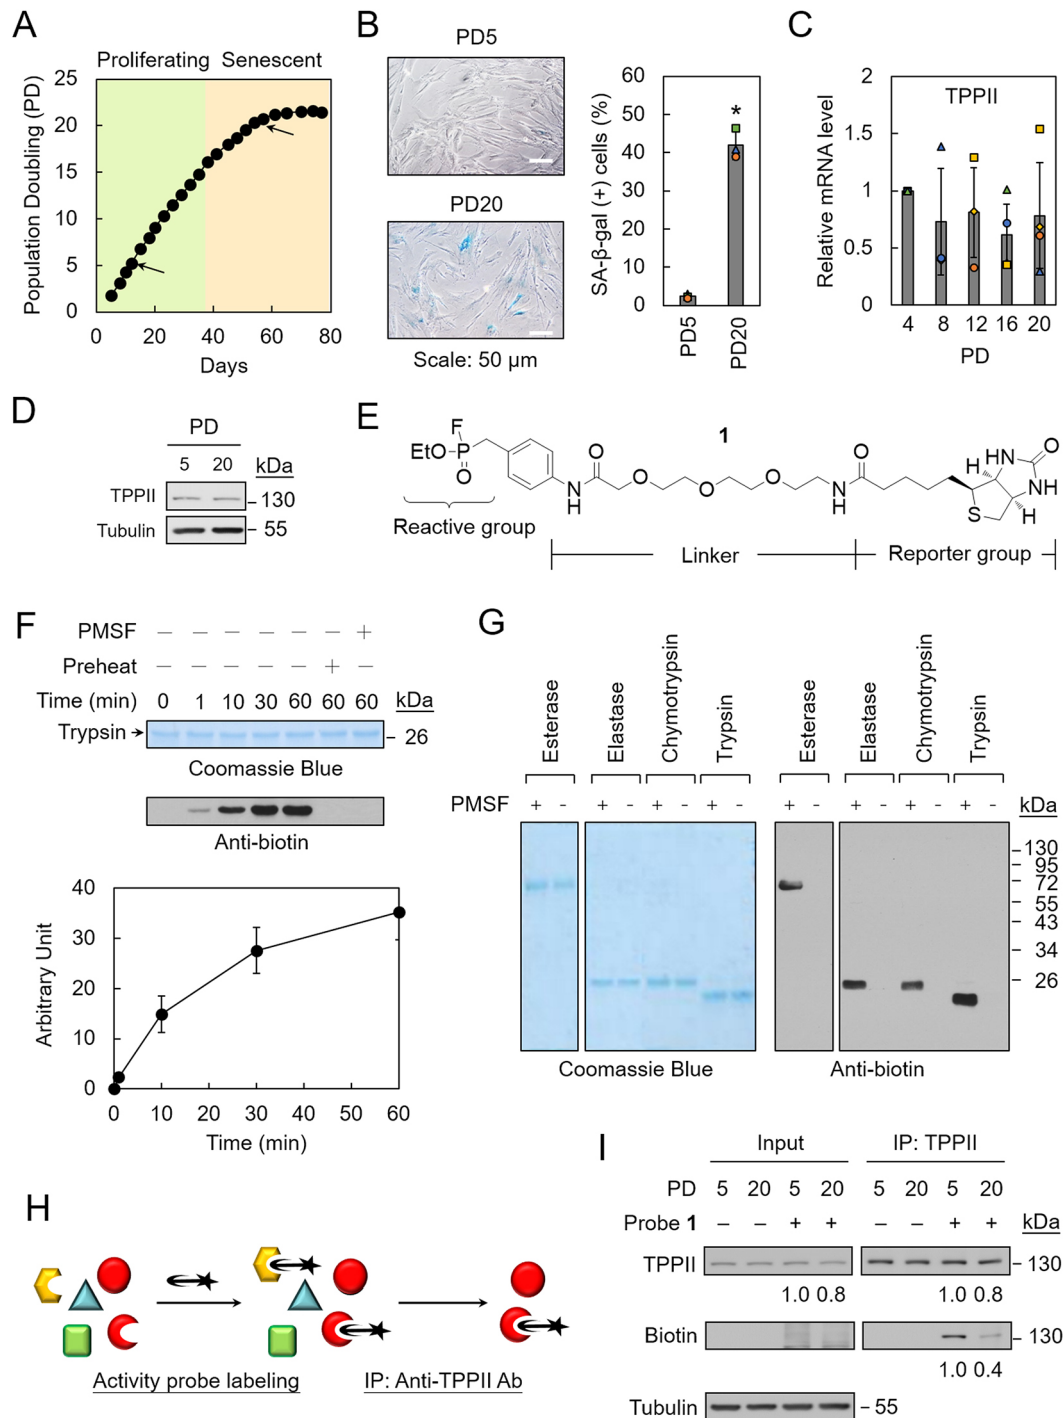 A
Proliferating Senescent
Population Doubling (PD)
25
20
15
10
5
0
0 20 40 60 80
Days
B
PD5
PD20
Scale: 50 µm
SA-β-gal (+) cells (%)
60
50
40
30
20
10
0
*
PD5
PD20
C
TPPII
Relative mRNA level
2
1.5
1
0.5
0
4 8 12 16 20
PD
D
PD
5 20 kDa
TPPII 130
Tubulin 55
E
1
F
EtO P
O
N
H
O
O
O
O
N
H
O
HN
O
NH
H
H
S
Reactive group
Linker
Reporter group
F
PMSF – – – – – – +
Preheat – – – – – + –
Time (min) 0 1 10 30 60 60 60 kDa
Trypsin 26
Coomassie Blue
Anti-biotin
Arbitrary Unit
40
30
20
10
0
0 10 20 30 40 50 60
Time (min)
G
Esterase Elastase Chymotrypsin Trypsin Esterase Elastase Chymotrypsin Trypsin
PMSF + - + - + - + - + - + - + - + - kDa
130
95
72
55
43
34
26
Coomassie Blue Anti-biotin
H
Activity probe labeling IP: Anti-TPPII Ab
I
Input IP: TPPII
PD 5 20 5 20 5 20 5 20
Probe 1 – – + + – – + + kDa
TPPII 130
1.0 0.8 1.0 0.8
Biotin 130
1.0 0.4
Tubulin 55